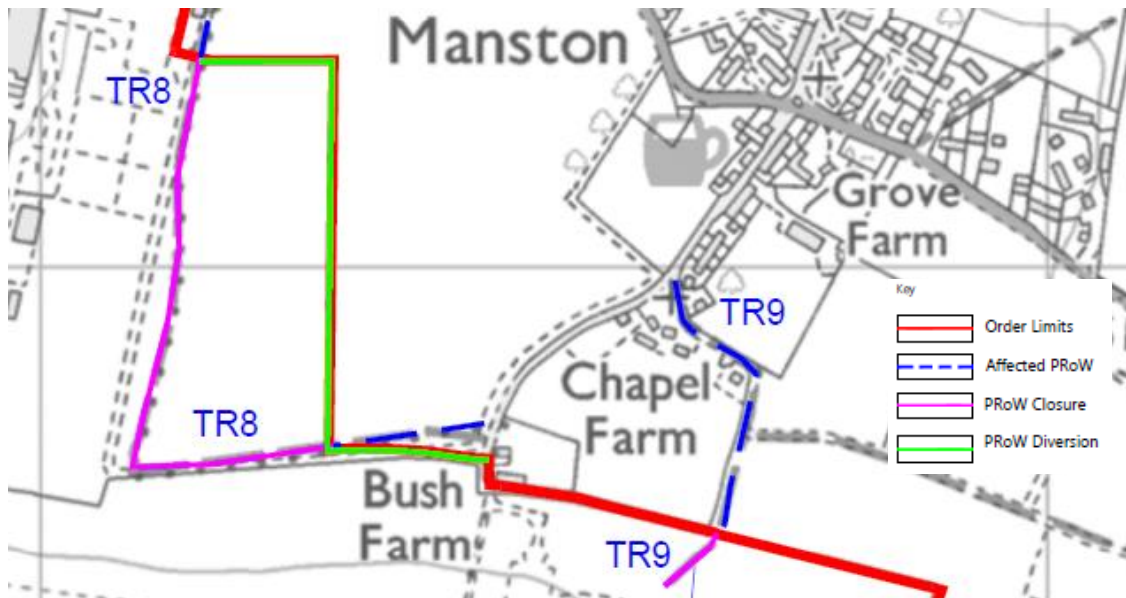 Manston
TR8
Grove
Farm
TR9
Key
Order Limits
Affected PRoW
PRoW Closure
PRoW Diversion
Chapel
Farm
TR8
Bush
Farm
TR9